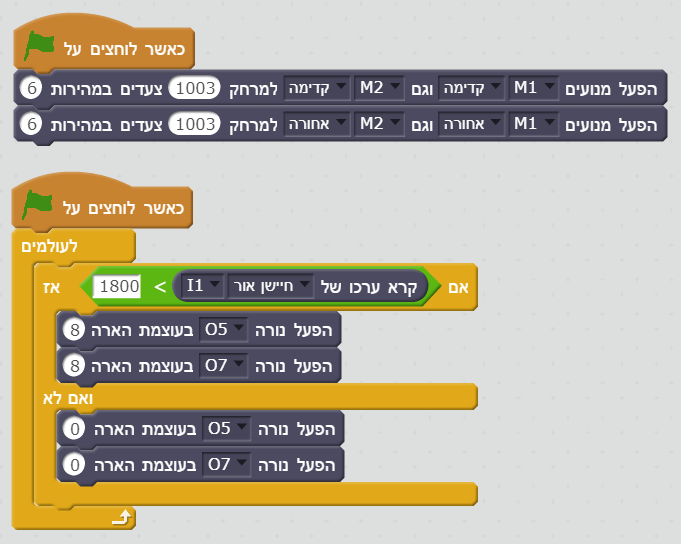 כאשר לוחצים על
הפעל מנועים M1 קדימה וגם M2 קדימה למרחק 1003 צעדים במהירות 6
הפעל מנועים M1 אחורה וגם M2 אחורה למרחק 1003 צעדים במהירות 6
כאשר לוחצים על
לעולמים
אם קרא ערכו של חיישן אור I1 < 1800 אז
הפעל נורה O5 בעוצמת הארה 8
הפעל נורה O7 בעוצמת הארה 8
ואם לא
הפעל נורה O5 בעוצמת הארה 0
הפעל נורה O7 בעוצמת הארה 0